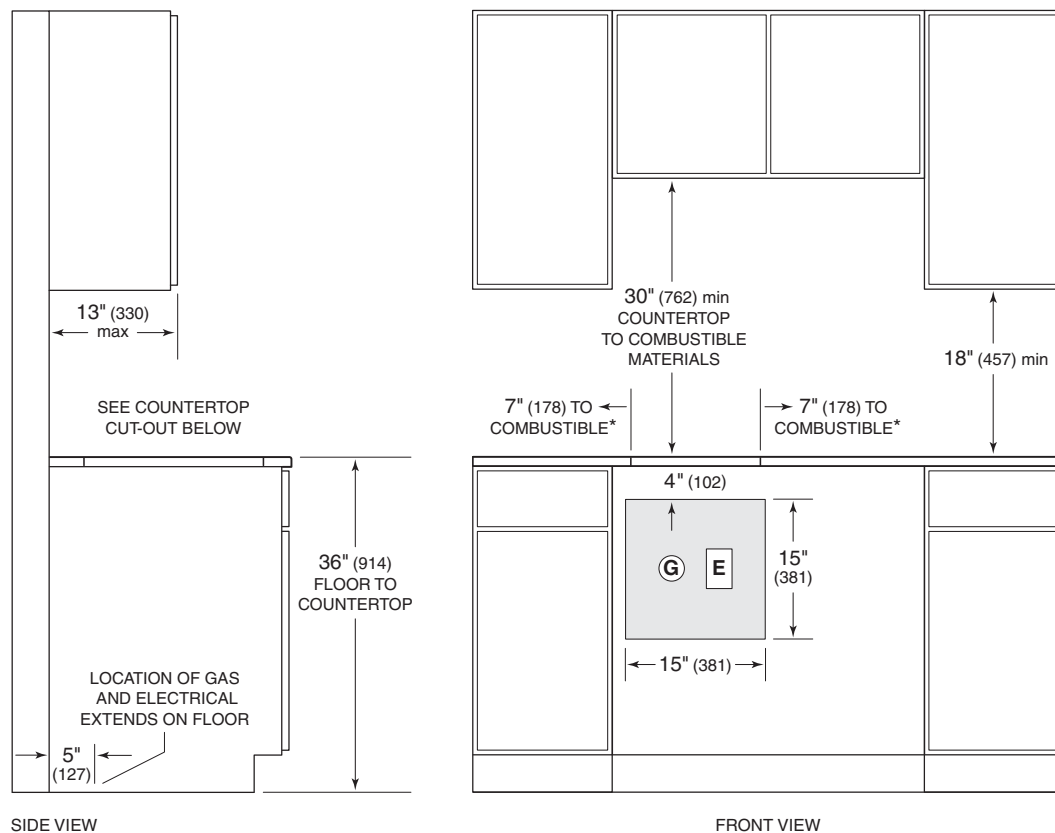 13" (330)
max
SEE COUNTERTOP
CUT-OUT BELOW
36" (914)
FLOOR TO
COUNTERTOP
LOCATION OF GAS
AND ELECTRICAL
EXTENDS ON FLOOR
5"
(127)
SIDE VIEW
30" (762) min
COUNTERTOP
TO COMBUSTIBLE
MATERIALS
18" (457) min
7" (178) TO
COMBUSTIBLE*
7" (178) TO
COMBUSTIBLE*
4" (102)
G
E
15"
(381)
15" (381)
FRONT VIEW